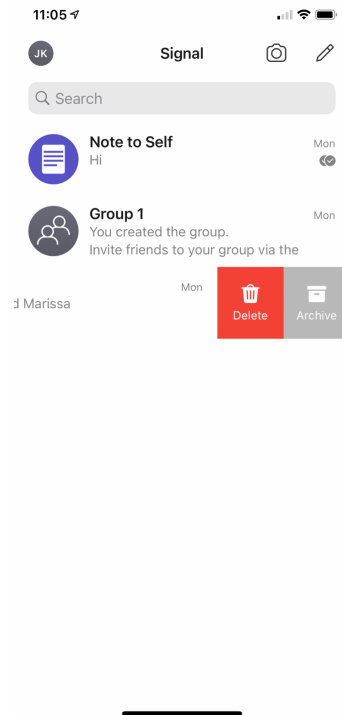 11:05
JK
Signal
Search
Note to Self
Mon
Hi
Group 1
Mon
You created the group.
Invite friends to your group via the
Mon
d Marissa
Delete
Archive